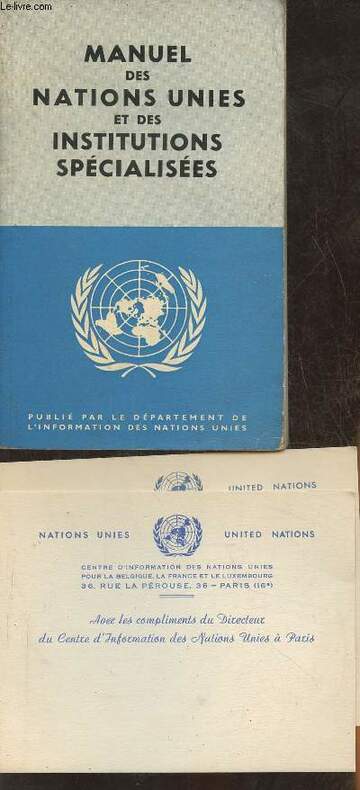 Le-livre.com
MANUEL
DES
NATIONS UNIES
ET DES
INSTITUTIONS
SPÉCIALISÉES
PUBLIÉ PAR LE DÉPARTEMENT DE
L'INFORMATION DES NATIONS UNIES
UNITED NATIONS
NATIONS UNIES UNITED NATIONS
CENTRE D'INFORMATION DES NATIONS UNIES
POUR LA BELGIQUE, LA FRANCE ET LE LUXEMBOURG
36, RUE LA PÉROUSE, 36 – PARIS (16e)
Avec les compliments du Directeur
du Centre d'Information des Nations Unies à Paris